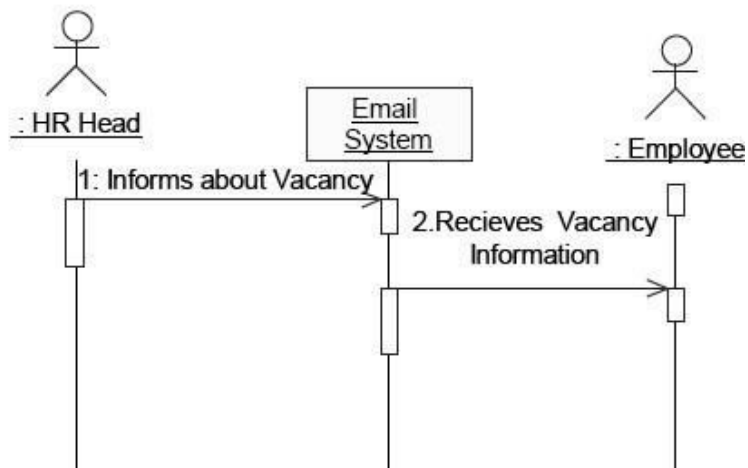 : HR Head
Email
System
: Employee
1: Informs about Vacancy
2.Recieves Vacancy
Information